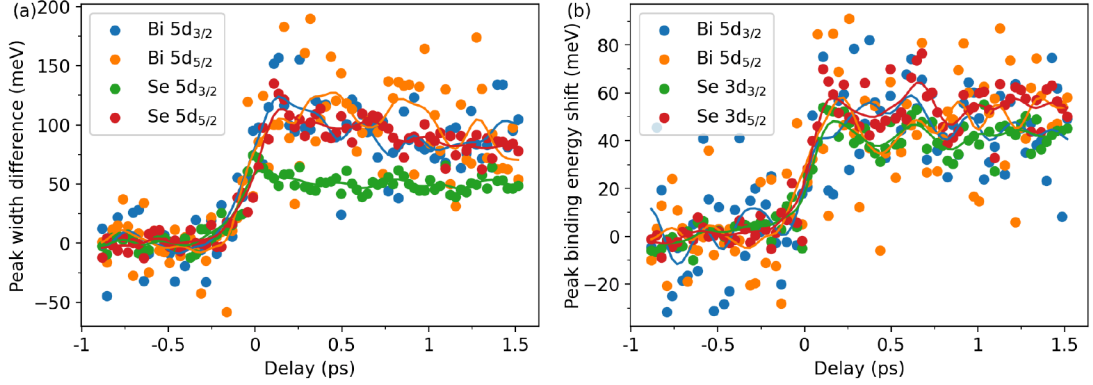 (a)
Peak width difference (meV)
200
150
100
50
0
−50
Bi 5d3/2
Bi 5d5/2
Se 5d3/2
Se 5d5/2
-1
-0.5
0
0.5
1
1.5
Delay (ps)
(b)
Peak binding energy shift (meV)
80
60
40
20
0
−20
Bi 5d3/2
Bi 5d5/2
Se 3d3/2
Se 3d5/2
-1
-0.5
0
0.5
1
1.5
Delay (ps)